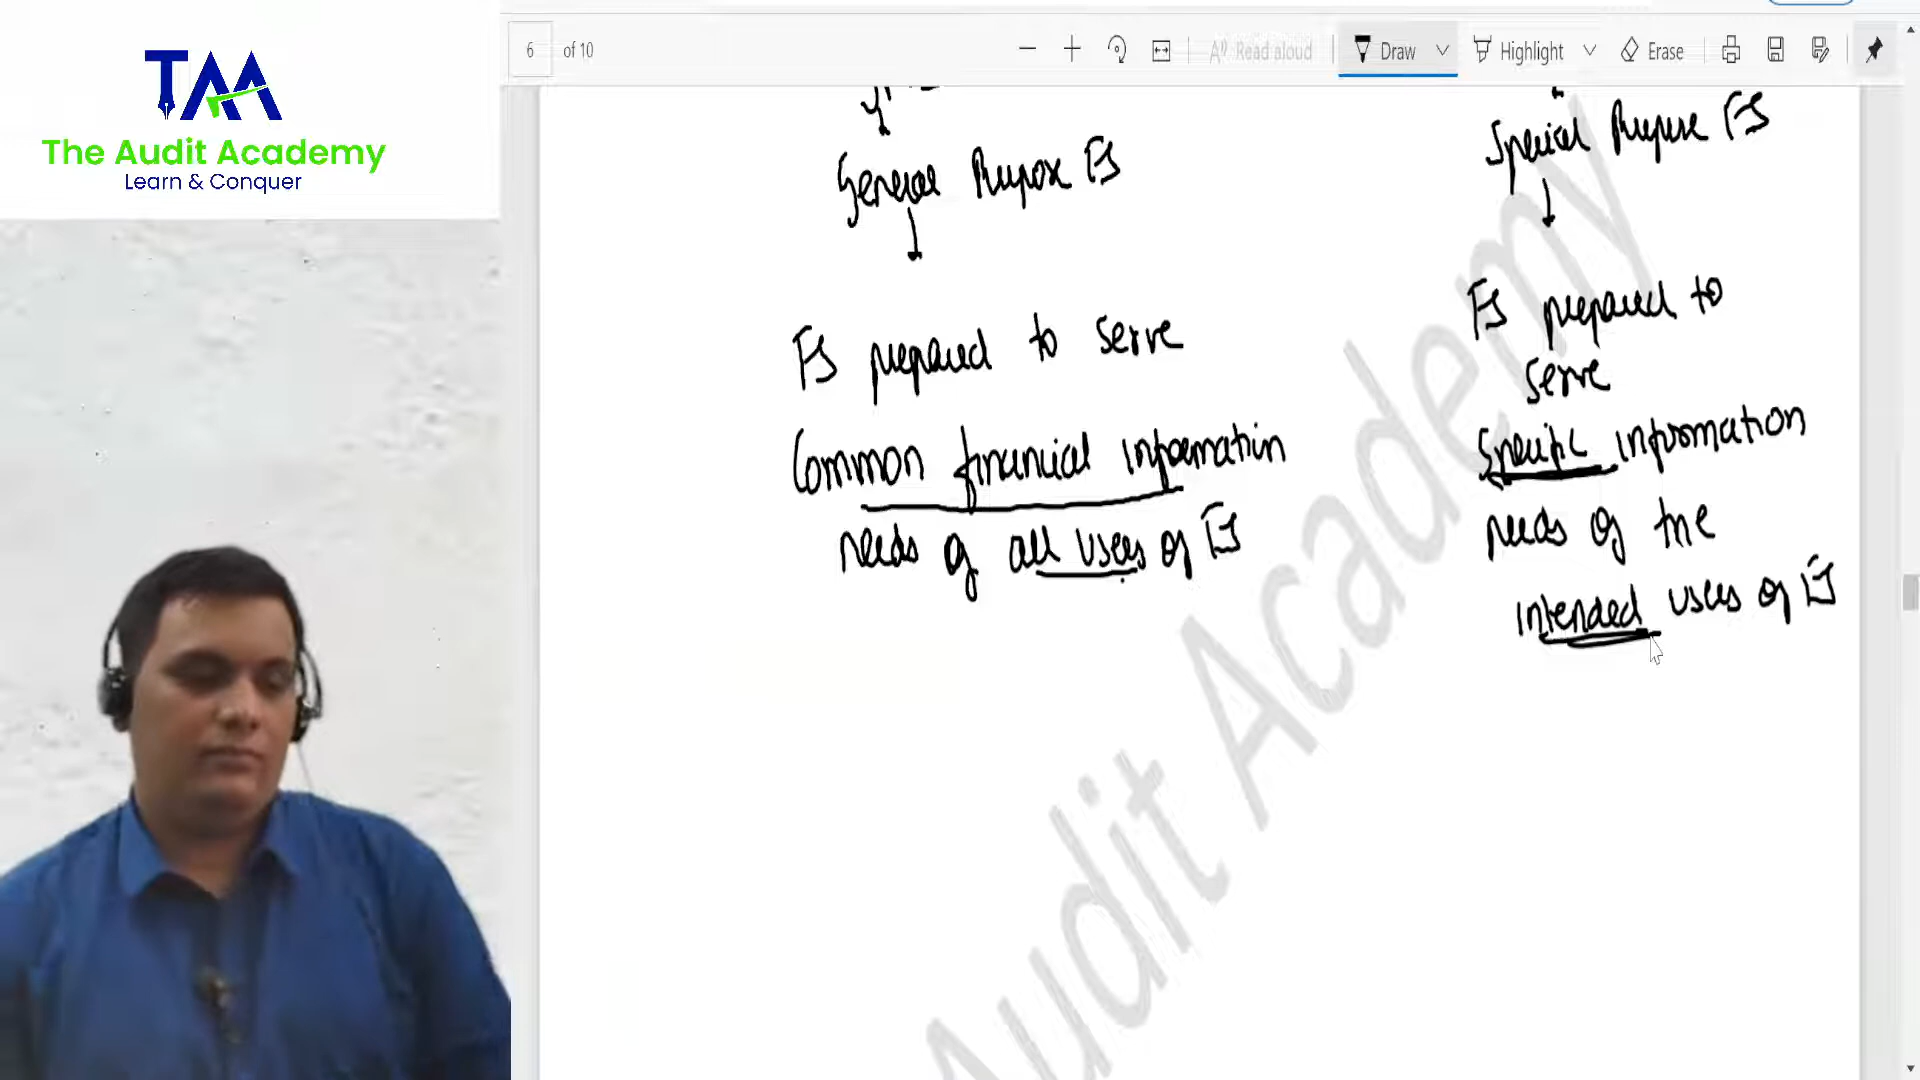 TAA
The Audit Academy
Learn & Conquer
6 of 10
Read aloud
Draw
Highlight
Erase
General Purpose FS
FS prepared to serve
Common financial information
needs of all users of FS
Special Purpose FS
FS prepared to
serve
Specific information
needs of the
intended users of FS
Audit Academy